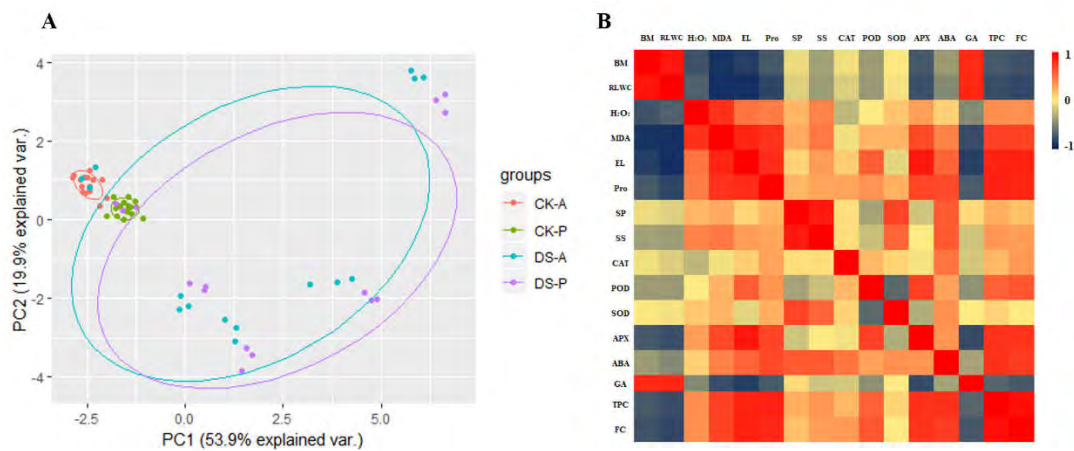 A
4
2
0
-2
-4
PC2 (19.9% explained var.)
-2.5 0.0 2.5 5.0
PC1 (53.9% explained var.)
groups
CK-A
CK-P
DS-A
DS-P
B
BM RLWC H₂O₂ MDA EL Pro SP SS CAT POD SOD APX ABA GA TPC FC
BM
RLWC
H₂O₂
MDA
EL
Pro
SP
SS
CAT
POD
SOD
APX
ABA
GA
TPC
FC
1
0
-1